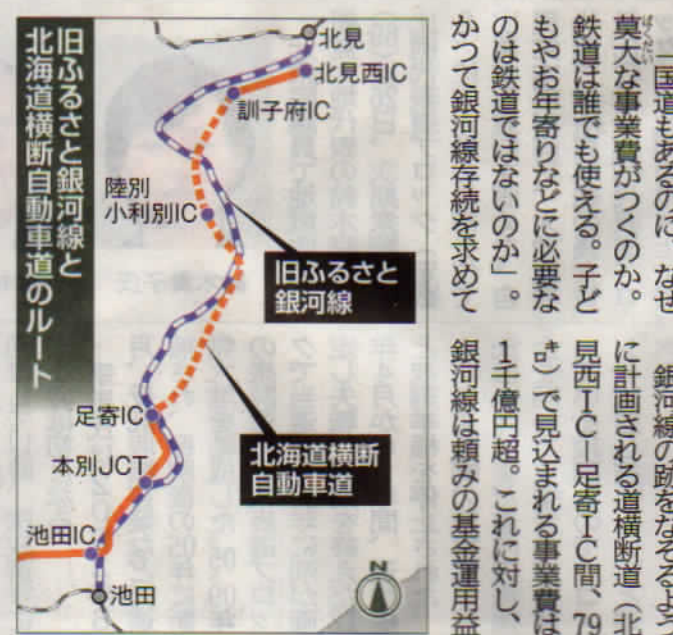 「国道もあるのに、なぜ
莫大な事業費がつくのか。
ばくだい
鉄道は誰でも使える。子ど
もやお年寄りなどに必要な
のは鉄道ではないのか」。
かつて銀河線存続を求めて
銀河線の跡をなぞるよう
に計画される道横断道（北
見西IC―足寄IC間、79
キロ）で見込まれる事業費は
1千億円超。これに対し、
銀河線は頼みの基金運用益
旧ふるさと銀河線と
北海道横断自動車道のルート
北見
北見西IC
訓子府IC
陸別
小利別IC
旧ふるさと
銀河線
足寄IC
北海道横断
自動車道
本別JCT
池田IC
池田
N